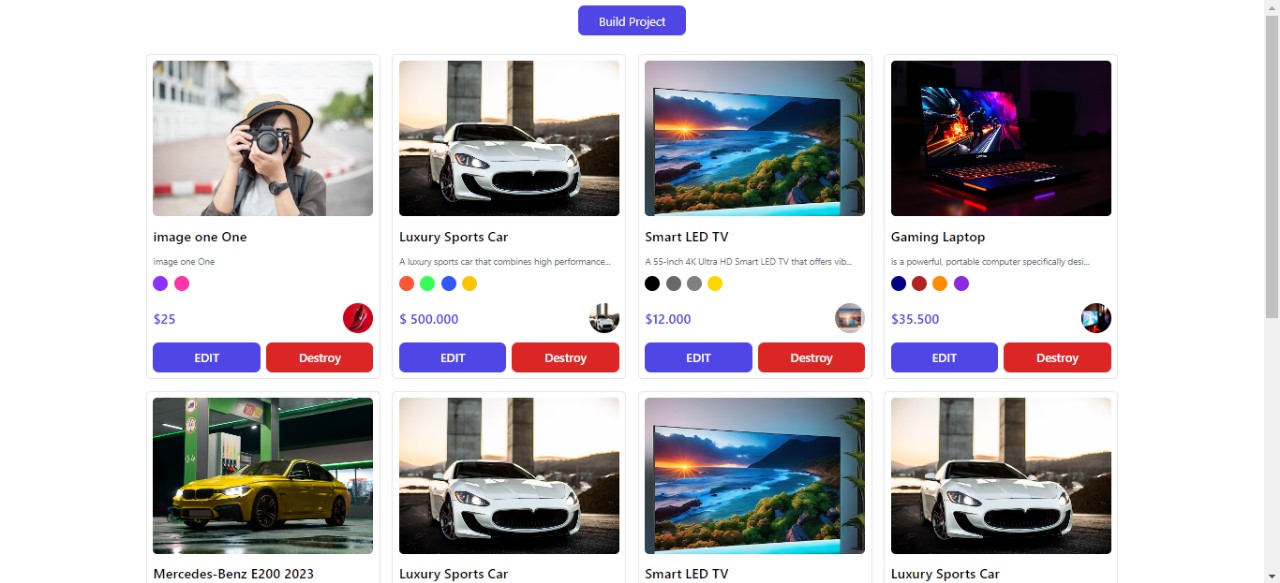 Build Project
image one One
image one One
$25
EDIT
Destroy
Luxury Sports Car
A luxury sports car that combines high performance...
$ 500.000
EDIT
Destroy
Smart LED TV
A 55-inch 4K Ultra HD Smart LED TV that offers vib...
$12.000
EDIT
Destroy
Gaming Laptop
is a powerful, portable computer specifically desi...
$35.500
EDIT
Destroy
Mercedes-Benz E200 2023
Luxury Sports Car
Smart LED TV
Luxury Sports Car